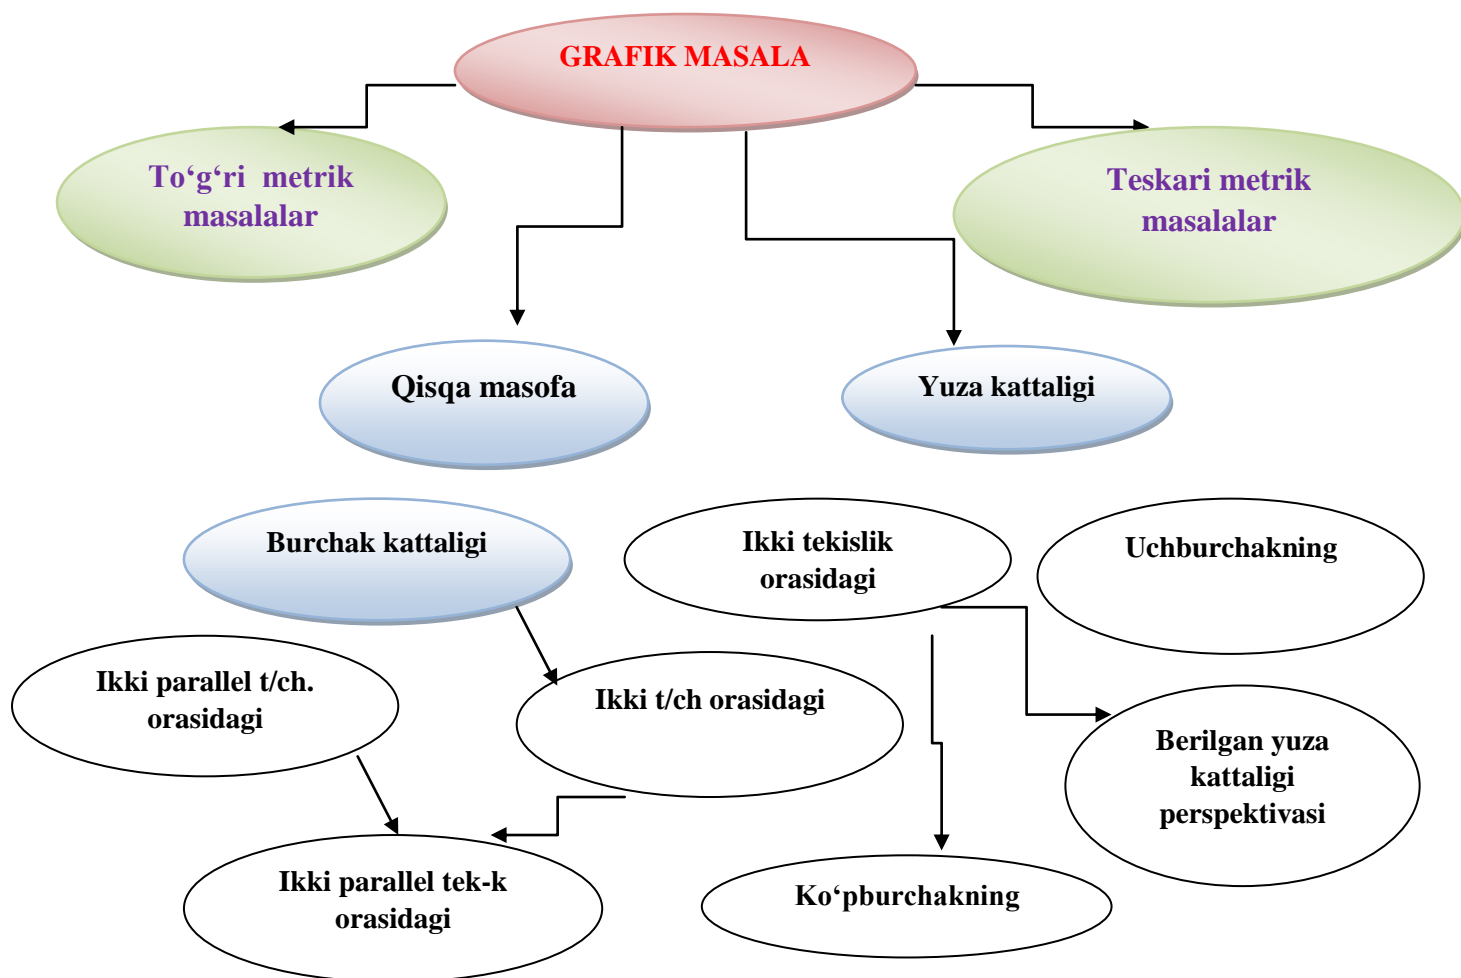 GRAFIK MASALA
To‘g‘ri metrik
masalalar
Teskari metrik
masalalar
Qisqa masofa
Yuza kattaligi
Burchak kattaligi
Ikki tekislik
orasidagi
Uchburchakning
Ikki parallel t/ch.
orasidagi
Ikki t/ch orasidagi
Berilgan yuza
kattaligi
perspektivasi
Ikki parallel tek-k
orasidagi
Ko‘pburchakning